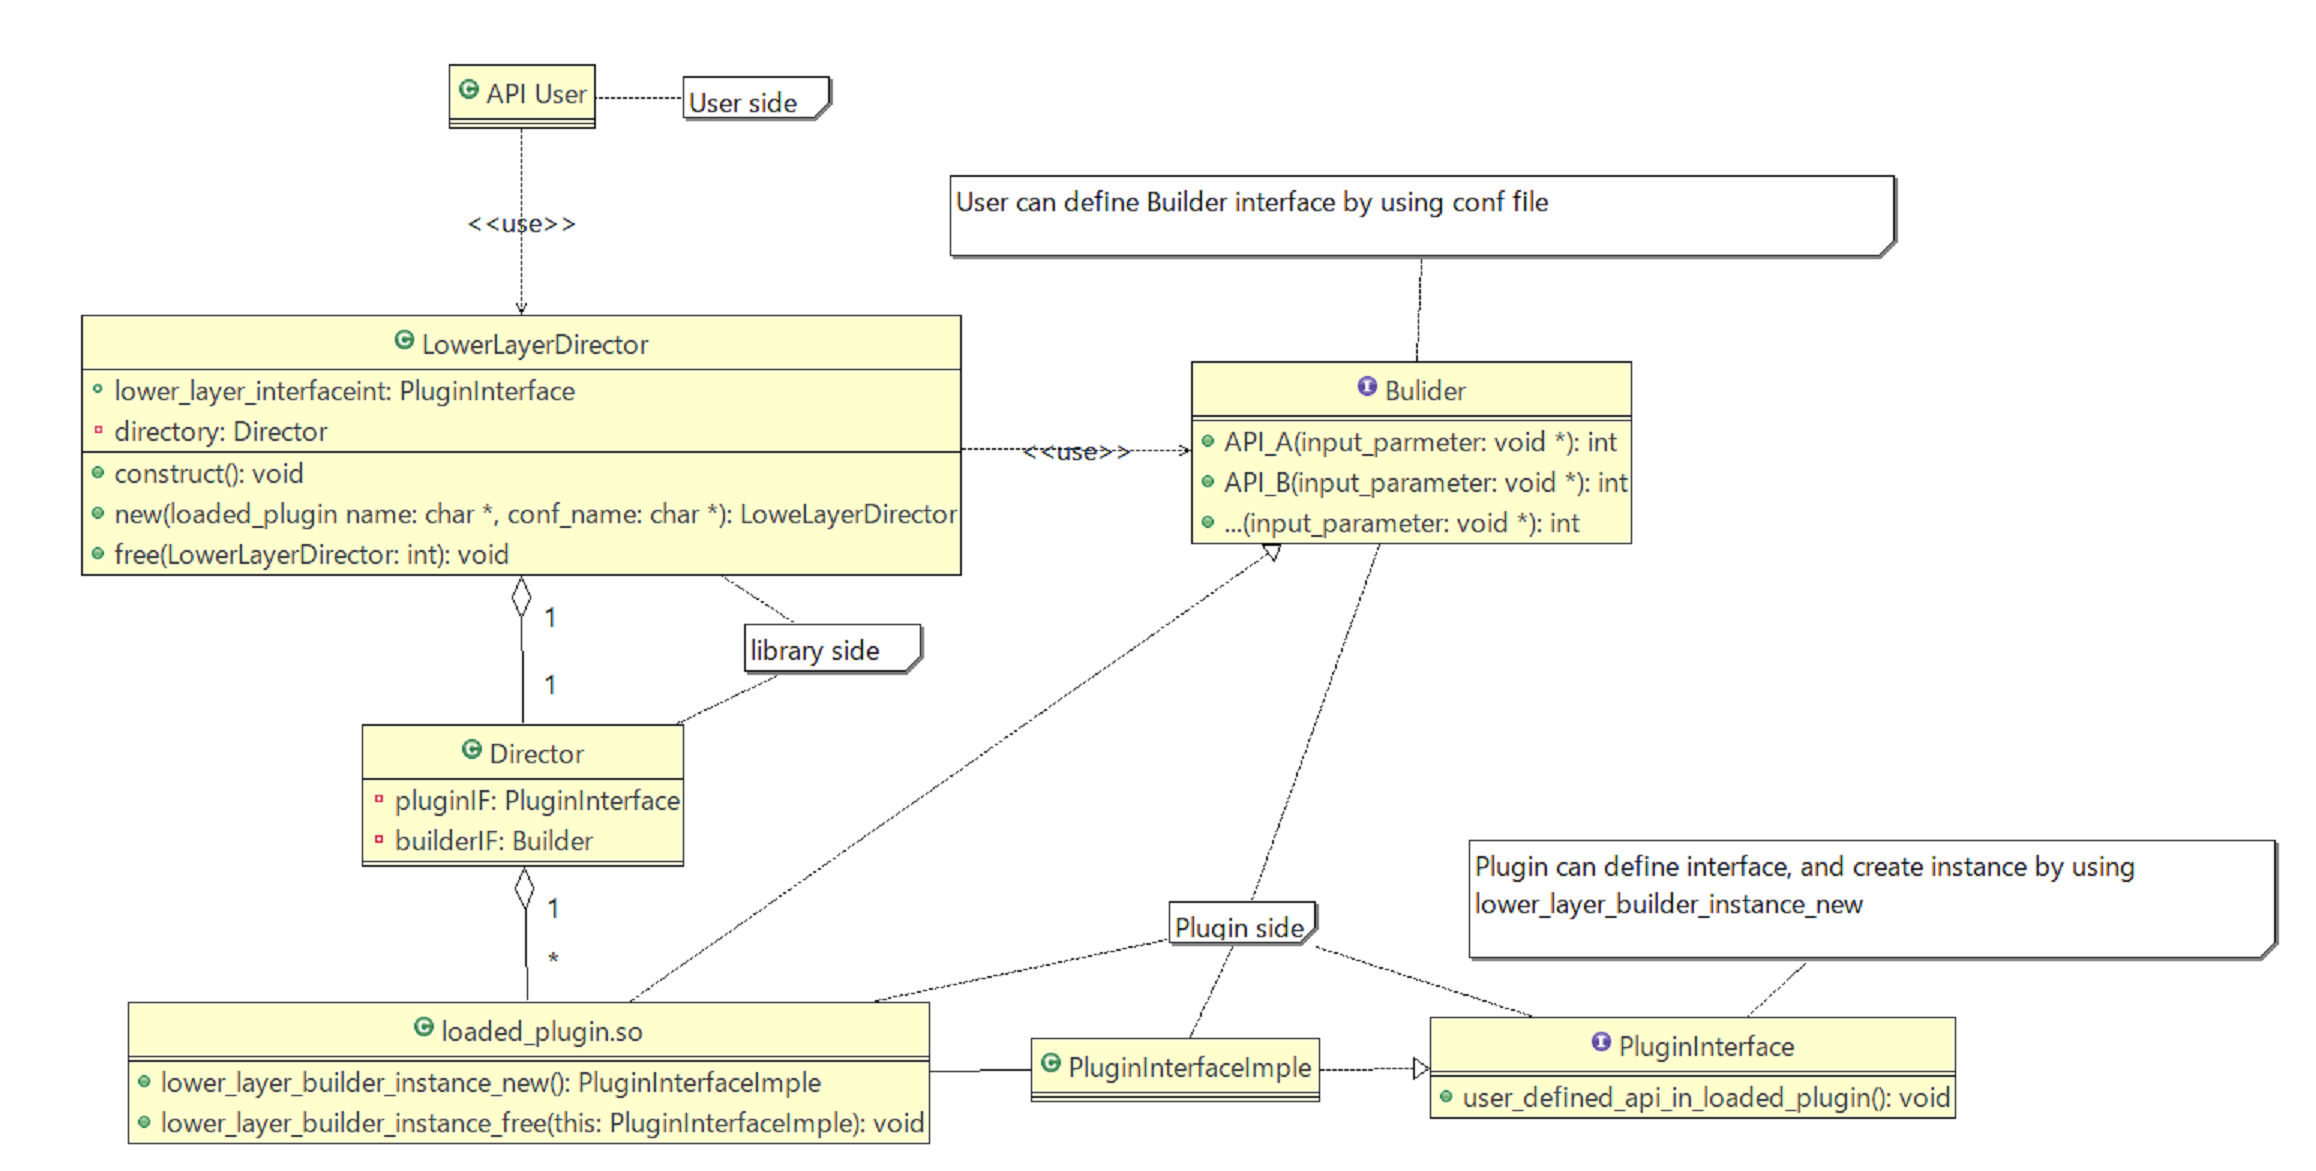 API User
User side
<<use>>
User can define Builder interface by using conf file
LowerLayerDirector
lower_layer_interfaceint: PluginInterface
directory: Director
construct(): void
new(loaded_plugin name: char *, conf_name: char *): LoweLayerDirector
free(LowerLayerDirector: int): void
<<use>>
Bulider
API_A(input_parmeter: void *): int
API_B(input_parameter: void *): int
...(input_parameter: void *): int
1
1
library side
Director
pluginIF: PluginInterface
builderIF: Builder
1
*
Plugin side
Plugin can define interface, and create instance by using
lower_layer_builder_instance_new
loaded_plugin.so
lower_layer_builder_instance_new(): PluginInterfaceImple
lower_layer_builder_instance_free(this: PluginInterfaceImple): void
PluginInterfaceImple
PluginInterface
user_defined_api_in_loaded_plugin(): void